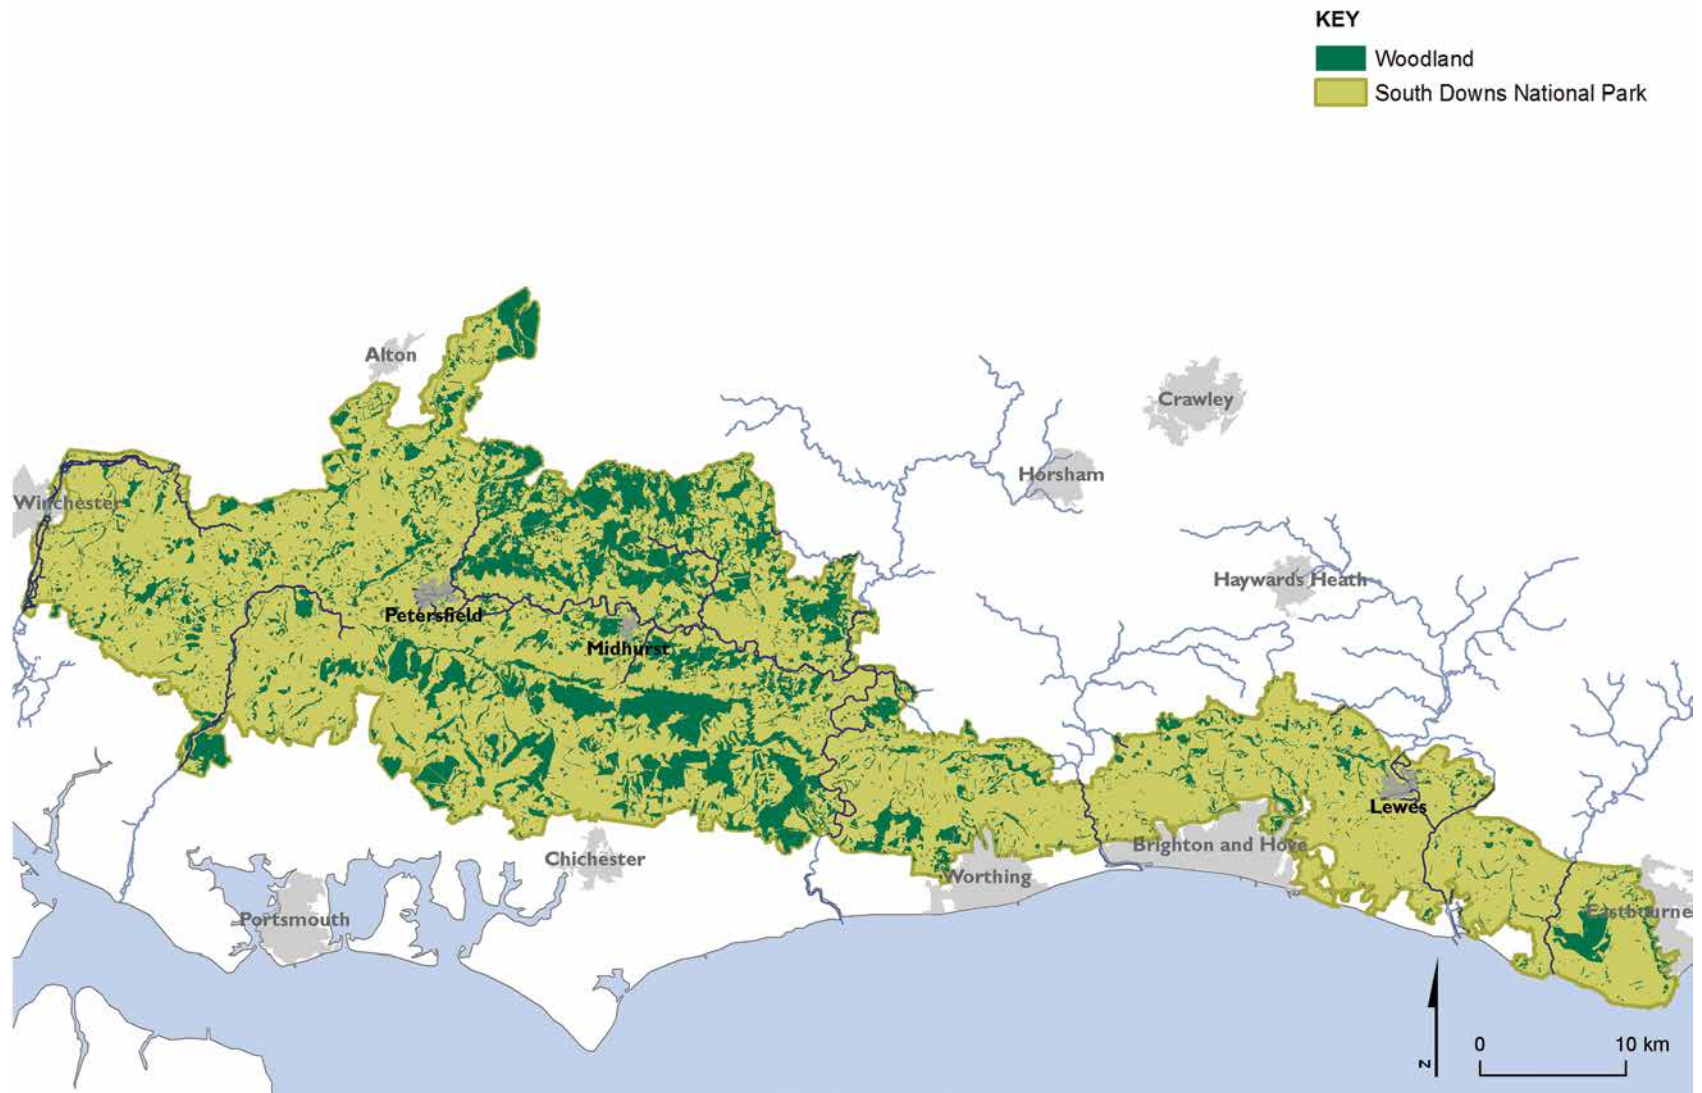 KEY
Woodland
South Downs National Park
Alton
Crawley
Horsham
Winchester
Haywards Heath
Petersfield
Midhurst
Lewes
Brighton and Hove
Chichester
Worthing
Portsmouth
Eastbourne
N
0 10 km